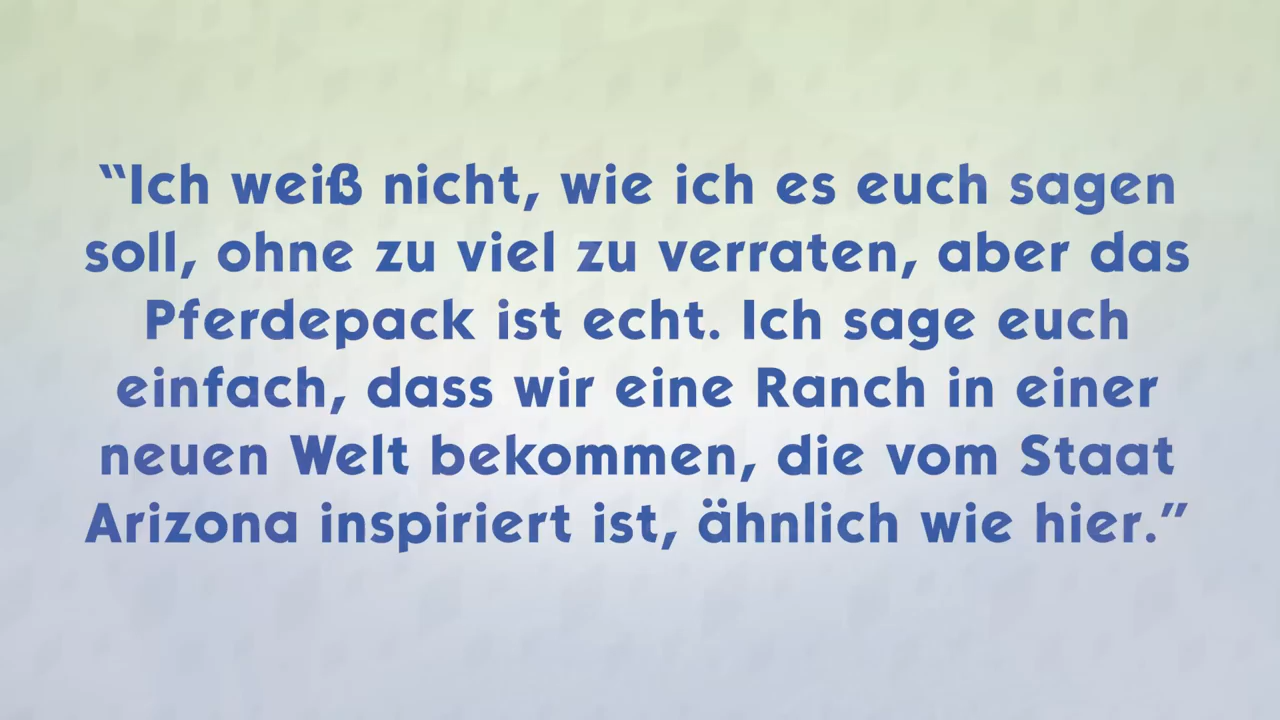 “Ich weiß nicht, wie ich es euch sagen
soll, ohne zu viel zu verraten, aber das
Pferdepack ist echt. Ich sage euch
einfach, dass wir eine Ranch in einer
neuen Welt bekommen, die vom Staat
Arizona inspiriert ist, ähnlich wie hier.”